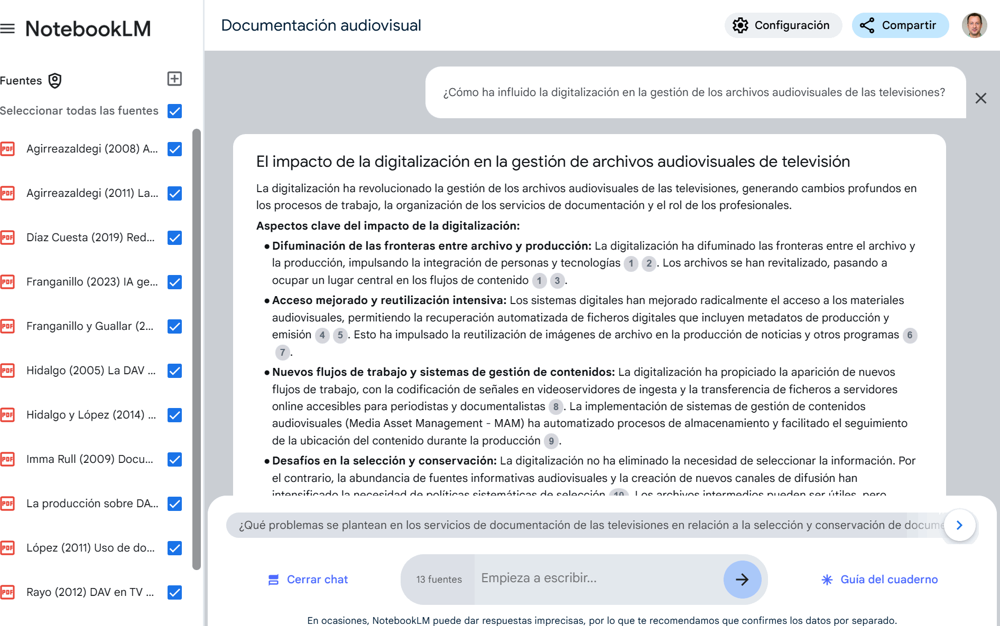 NotebookLM
Documentación audiovisual
Configuración
Compartir
Fuentes
Seleccionar todas las fuentes
PDF Agirreazaldegi (2008) A...
PDF Agirreazaldegi (2011) La...
PDF Díaz Cuesta (2019) Red...
PDF Franganillo (2023) IA ge...
PDF Franganillo y Guallar (2...
PDF Hidalgo (2005) La DAV ...
PDF Hidalgo y López (2014) ...
PDF Imma Rull (2009) Docu...
PDF La producción sobre DA...
PDF López (2011) Uso de do...
PDF Rayo (2012) DAV en TV ...
¿Cómo ha influido la digitalización en la gestión de los archivos audiovisuales de las televisiones?
El impacto de la digitalización en la gestión de archivos audiovisuales de televisión
La digitalización ha revolucionado la gestión de los archivos audiovisuales de las televisiones, generando cambios profundos en
los procesos de trabajo, la organización de los servicios de documentación y el rol de los profesionales.
Aspectos clave del impacto de la digitalización:
● Difuminación de las fronteras entre archivo y producción: La digitalización ha difuminado las fronteras entre el archivo y
la producción, impulsando la integración de personas y tecnologías 1 2. Los archivos se han revitalizado, pasando a
ocupar un lugar central en los flujos de contenido 1 3.
● Acceso mejorado y reutilización intensiva: Los sistemas digitales han mejorado radicalmente el acceso a los materiales
audiovisuales, permitiendo la recuperación automatizada de ficheros digitales que incluyen metadatos de producción y
emisión 4 5. Esto ha impulsado la reutilización de imágenes de archivo en la producción de noticias y otros programas 6
7.
● Nuevos flujos de trabajo y sistemas de gestión de contenidos: La digitalización ha propiciado la aparición de nuevos
flujos de trabajo, con la codificación de señales en videoservidores de ingesta y la transferencia de ficheros a servidores
online accesibles para periodistas y documentalistas 8. La implementación de sistemas de gestión de contenidos
audiovisuales (Media Asset Management - MAM) ha automatizado procesos de almacenamiento y facilitado el seguimiento
de la ubicación del contenido durante la producción 9.
● Desafíos en la selección y conservación: La digitalización no ha eliminado la necesidad de seleccionar la información. Por
el contrario, la abundancia de fuentes informativas audiovisuales y la creación de nuevos canales de difusión han
intensificado la necesidad de políticas sistemáticas de selección 10. Los archivos intermedios pueden ser útiles, pero
¿Qué problemas se plantean en los servicios de documentación de las televisiones en relación a la selección y conservación de docume
Cerrar chat
13 fuentes
Empieza a escribir...
Guía del cuaderno
En ocasiones, NotebookLM puede dar respuestas imprecisas, por lo que te recomendamos que confirmes los datos por separado.